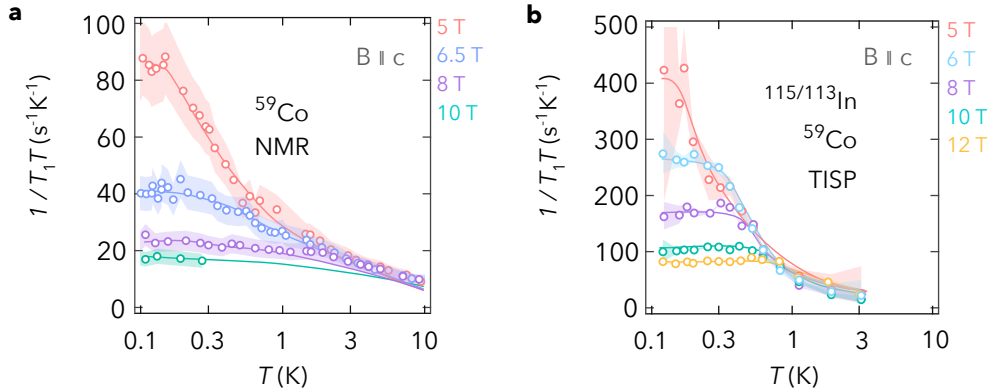 a
1 / T₁T (s⁻¹K⁻¹)
100
80
60
40
20
0
0.1
0.3
1
3
10
T (K)
B ∥ c
⁵⁹Co
NMR
5 T
6.5 T
8 T
10 T
b
1 / T₁T (s⁻¹K⁻¹)
500
400
300
200
100
0
0.1
0.3
1
3
10
T (K)
B ∥ c
¹¹⁵/¹¹³In
⁵⁹Co
TISP
5 T
6 T
8 T
10 T
12 T